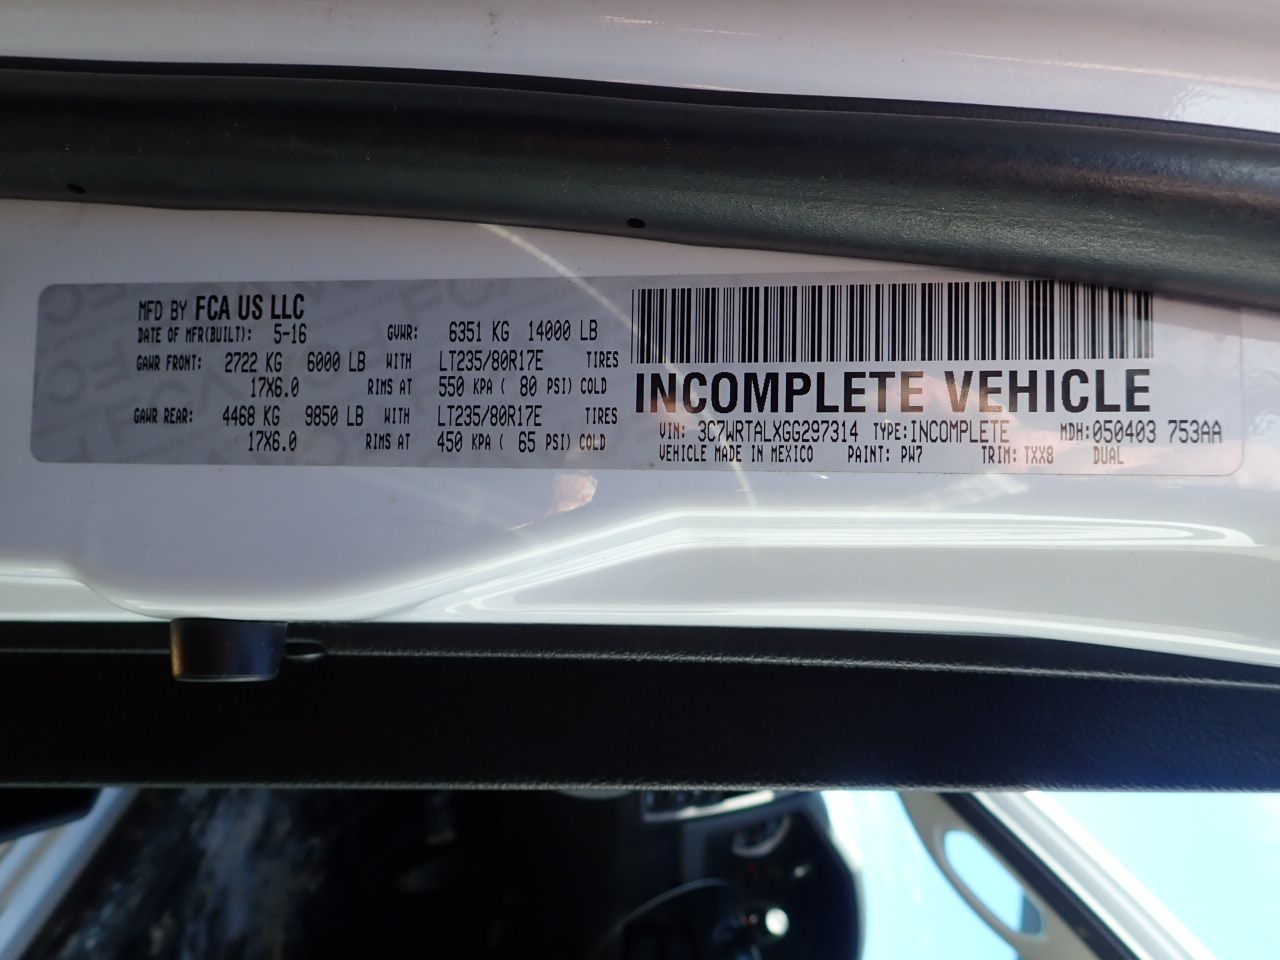 MFD BY FCA US LLC
DATE OF MFR(BUILT): 5-16 GVWR: 6351 KG 14000 LB
GAWR FRONT: 2722 KG 6000 LB WITH LT235/80R17E TIRES
17X6.0 RIMS AT 550 KPA ( 80 PSI) COLD
GAWR REAR: 4468 KG 9850 LB WITH LT235/80R17E TIRES
17X6.0 RIMS AT 450 KPA ( 65 PSI) COLD
INCOMPLETE VEHICLE
VIN: 3C7WRTALXGG297314 TYPE:INCOMPLETE MDH:050403 753AA
VEHICLE MADE IN MEXICO PAINT: PW7 TRIM: TXX8 DUAL